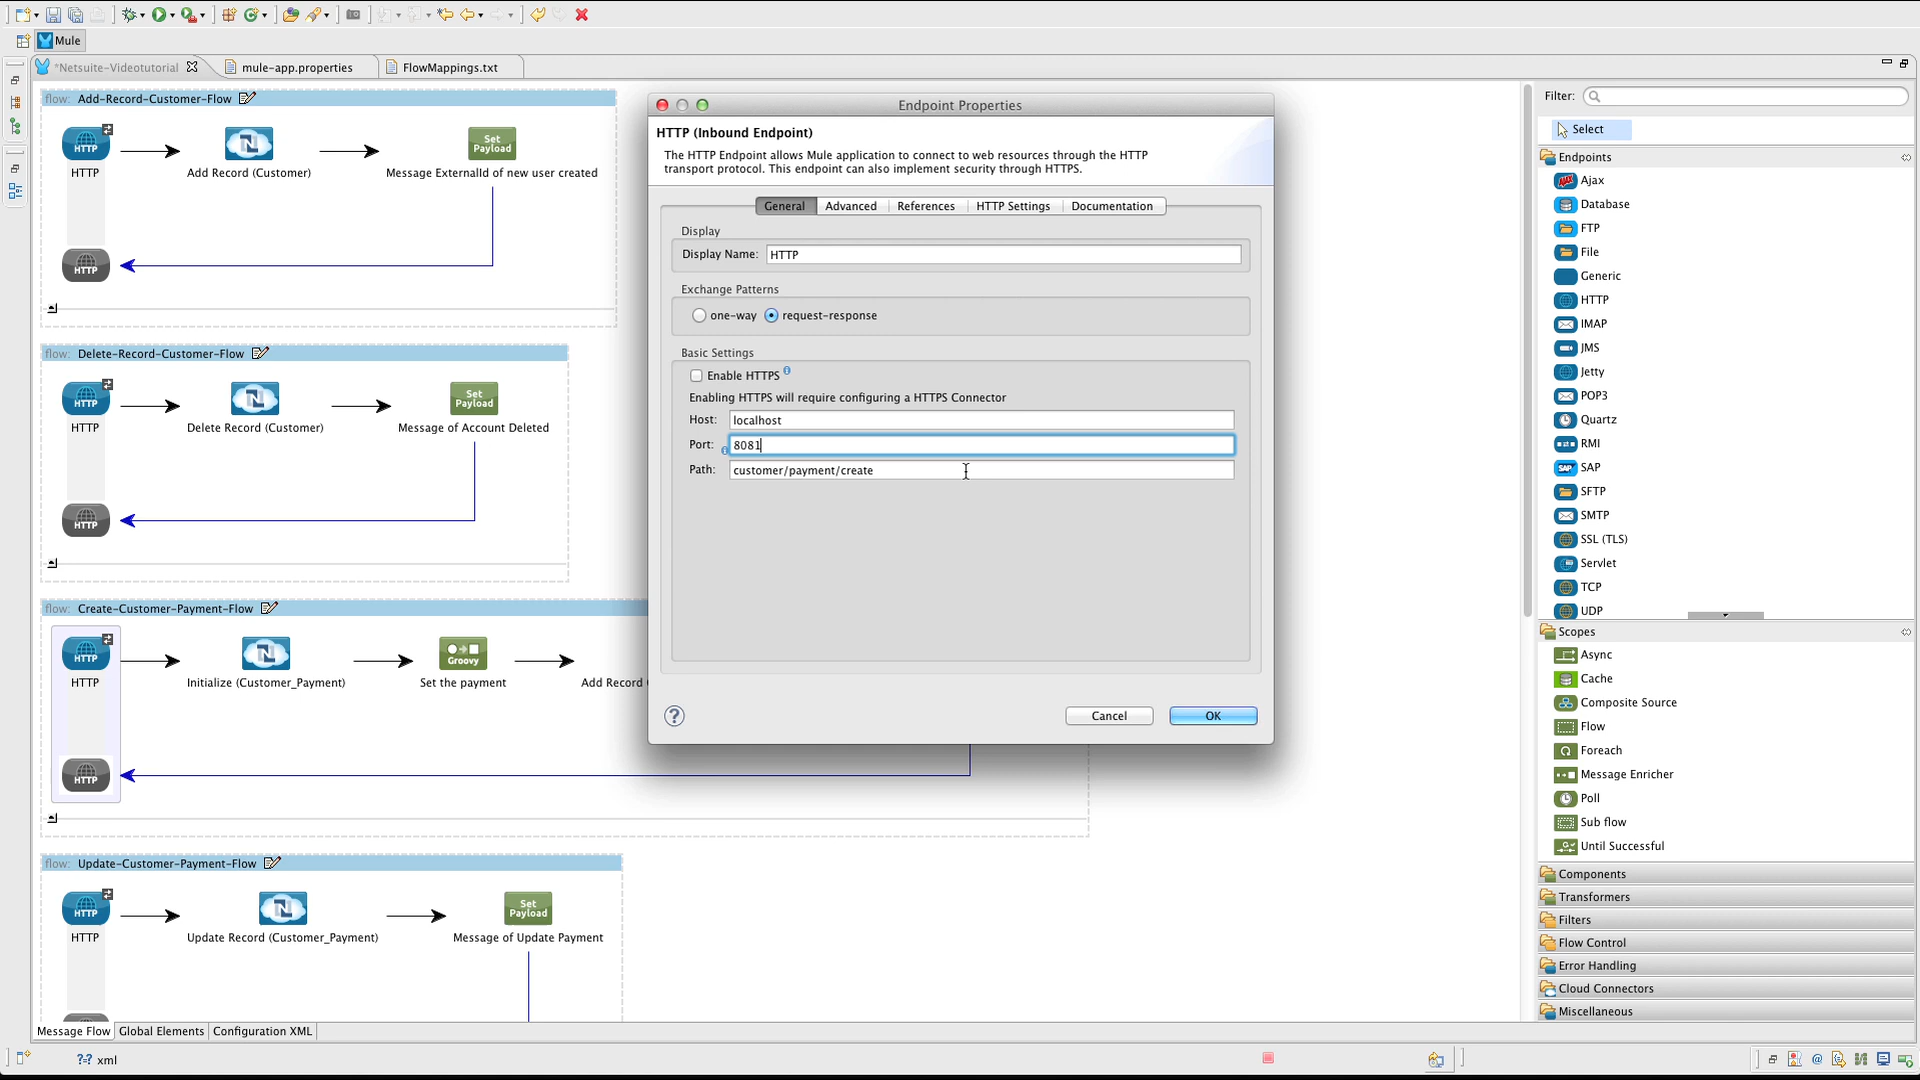 Mule
*Netsuite-Videotutorial
mule-app.properties
FlowMappings.txt
flow: Add-Record-Customer-Flow
HTTP
Set
Payload
HTTP
Add Record (Customer)
Message ExternalId of new user created
HTTP
flow: Delete-Record-Customer-Flow
HTTP
Set
Payload
HTTP
Delete Record (Customer)
Message of Account Deleted
HTTP
flow: Create-Customer-Payment-Flow
HTTP
Groovy
HTTP
Initialize (Customer_Payment)
Set the payment
Add Record
HTTP
flow: Update-Customer-Payment-Flow
HTTP
Set
Payload
HTTP
Update Record (Customer_Payment)
Message of Update Payment
Message Flow
Global Elements
Configuration XML
xml
Endpoint Properties
HTTP (Inbound Endpoint)
The HTTP Endpoint allows Mule application to connect to web resources through the HTTP
transport protocol. This endpoint can also implement security through HTTPS.
General
Advanced
References
HTTP Settings
Documentation
Display
Display Name: HTTP
Exchange Patterns
one-way
request-response
Basic Settings
Enable HTTPS
Enabling HTTPS will require configuring a HTTPS Connector
Host: localhost
Port: 8081
Path: customer/payment/create
?
Cancel
OK
Filter:
Select
Endpoints
Ajax
Database
FTP
File
Generic
HTTP
IMAP
JMS
Jetty
POP3
Quartz
RMI
SAP
SFTP
SMTP
SSL (TLS)
Servlet
TCP
UDP
Scopes
Async
Cache
Composite Source
Flow
Foreach
Message Enricher
Poll
Sub flow
Until Successful
Components
Transformers
Filters
Flow Control
Error Handling
Cloud Connectors
Miscellaneous